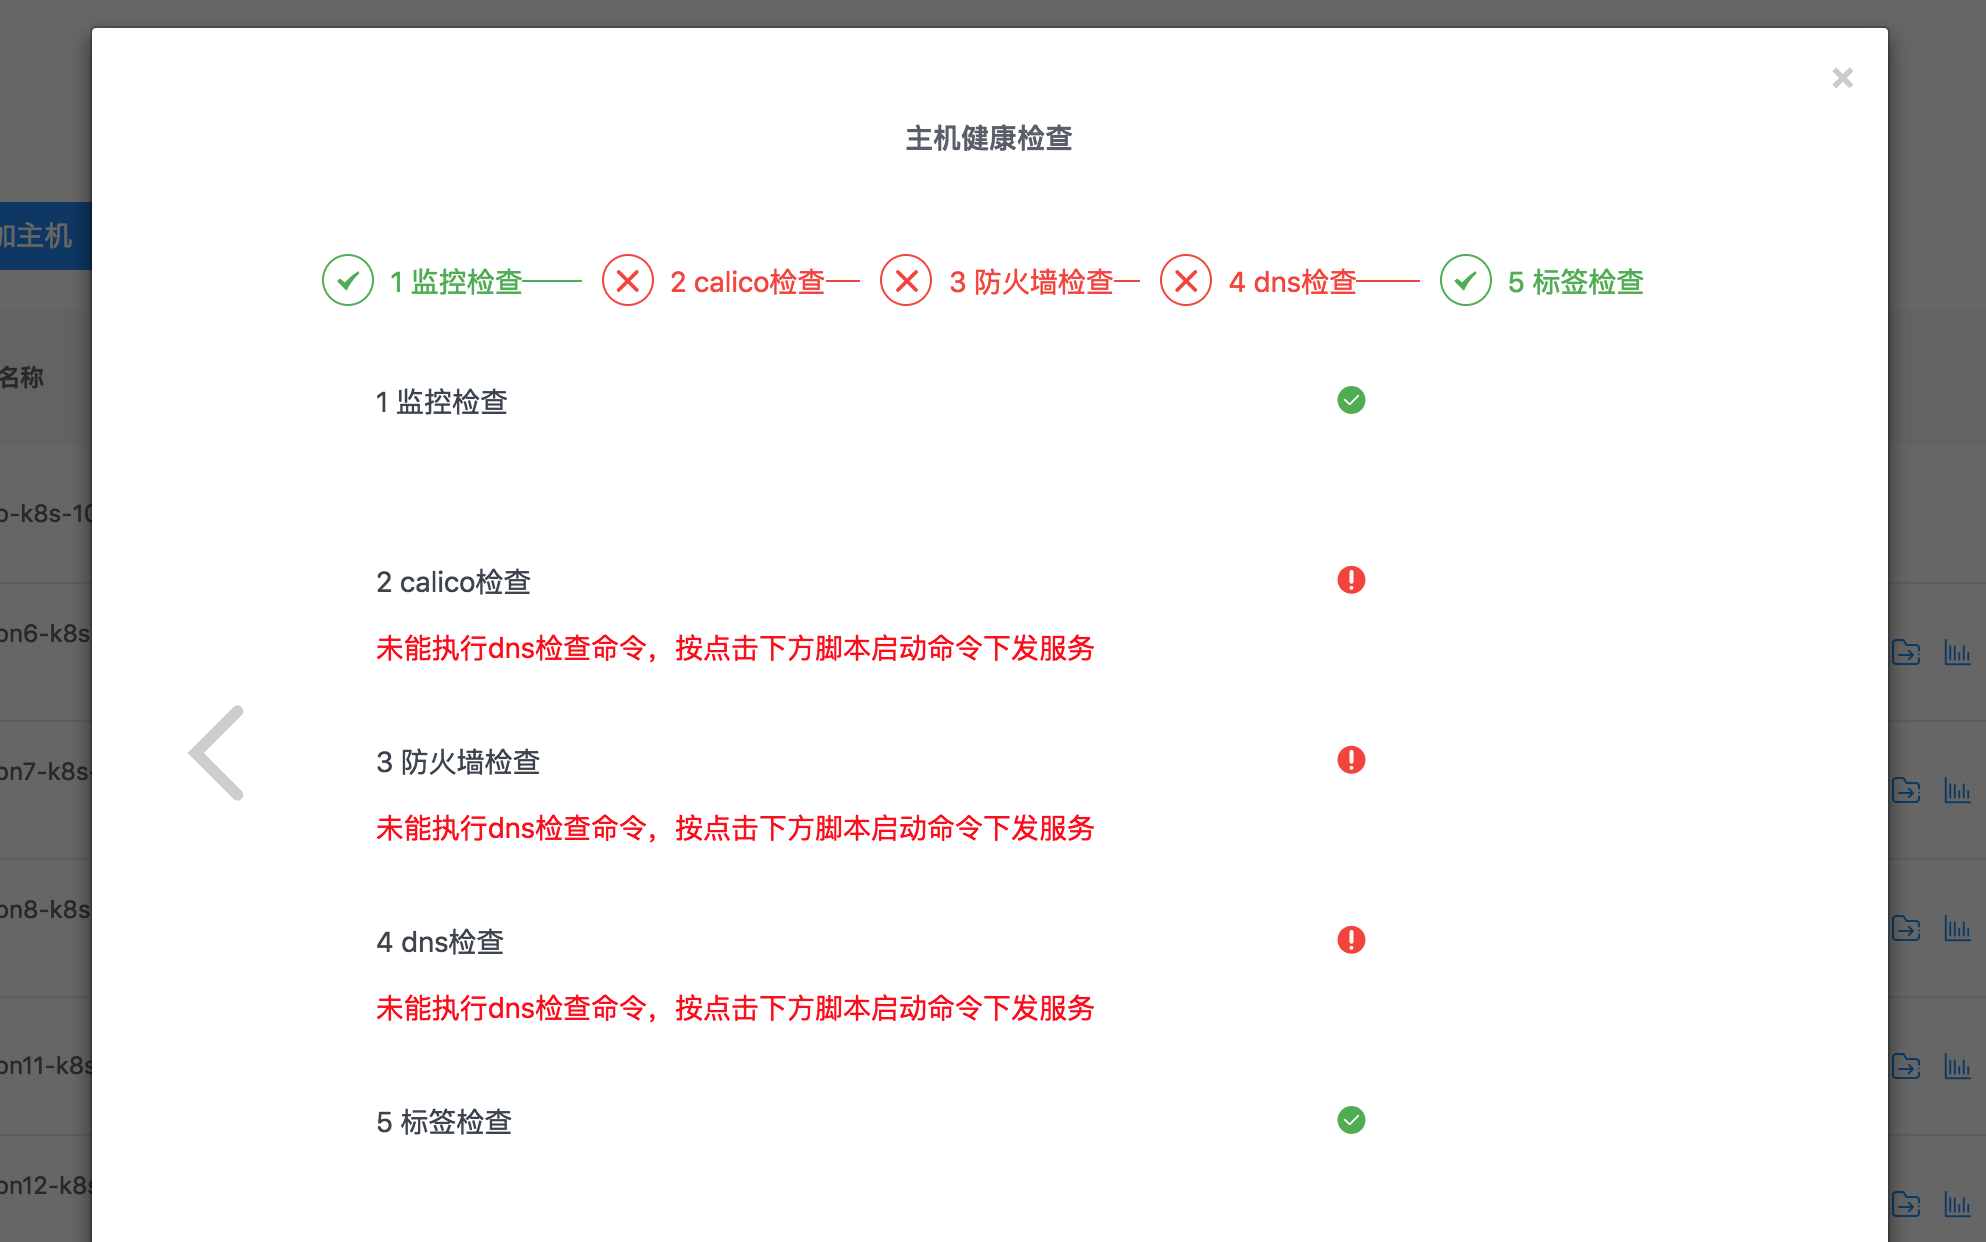 主机健康检查
加主机
1 监控检查
2 calico检查
3 防火墙检查
4 dns检查
5 标签检查
名称
1 监控检查
o-k8s-10
2 calico检查
on6-k8s
未能执行dns检查命令，按点击下方脚本启动命令下发服务
3 防火墙检查
on7-k8s-
未能执行dns检查命令，按点击下方脚本启动命令下发服务
on8-k8s
4 dns检查
未能执行dns检查命令，按点击下方脚本启动命令下发服务
on11-k8s
5 标签检查
on12-k8s